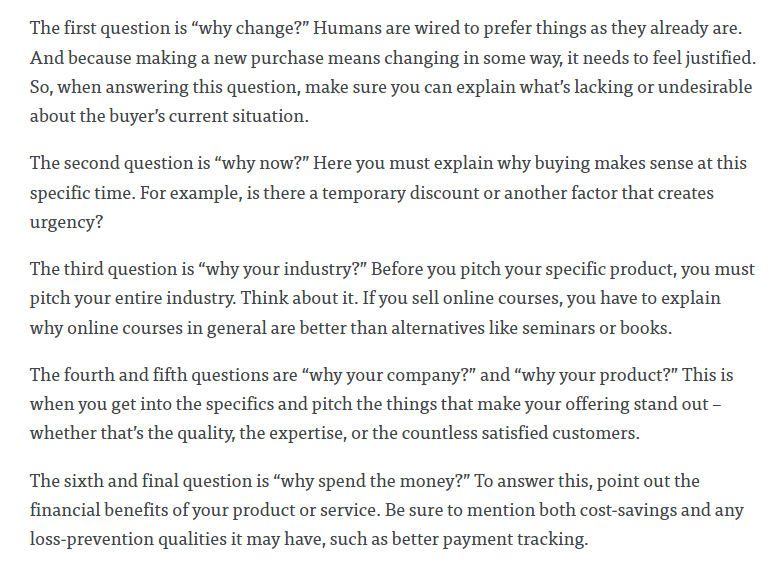 The first question is “why change?” Humans are wired to prefer things as they already are.
And because making a new purchase means changing in some way, it needs to feel justified.
So, when answering this question, make sure you can explain what’s lacking or undesirable
about the buyer’s current situation.
The second question is “why now?” Here you must explain why buying makes sense at this
specific time. For example, is there a temporary discount or another factor that creates
urgency?
The third question is “why your industry?” Before you pitch your specific product, you must
pitch your entire industry. Think about it. If you sell online courses, you have to explain
why online courses in general are better than alternatives like seminars or books.
The fourth and fifth questions are “why your company?” and “why your product?” This is
when you get into the specifics and pitch the things that make your offering stand out –
whether that’s the quality, the expertise, or the countless satisfied customers.
The sixth and final question is “why spend the money?” To answer this, point out the
financial benefits of your product or service. Be sure to mention both cost-savings and any
loss-prevention qualities it may have, such as better payment tracking.